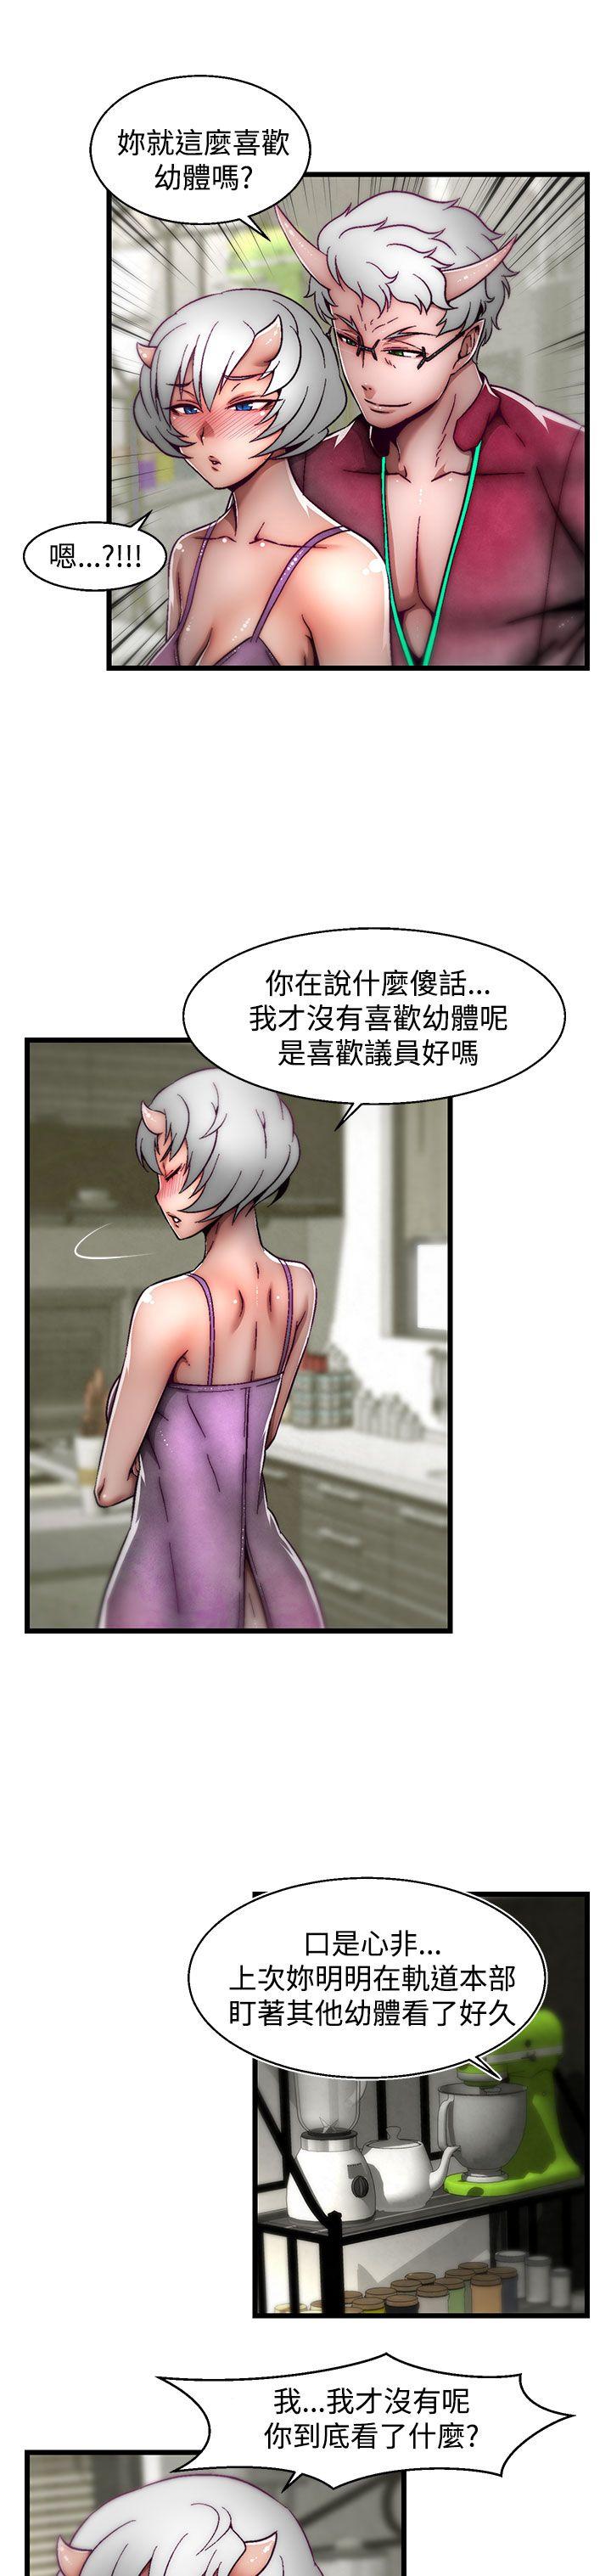 妳就這麼喜歡
幼體嗎?
嗯...?!!!
你在說什麼傻話...
我才沒有喜歡幼體呢
是喜歡議員好嗎
口是心非...
上次妳明明在軌道本部
盯著其他幼體看了好久
我...我才沒有呢
你到底看了什麼?